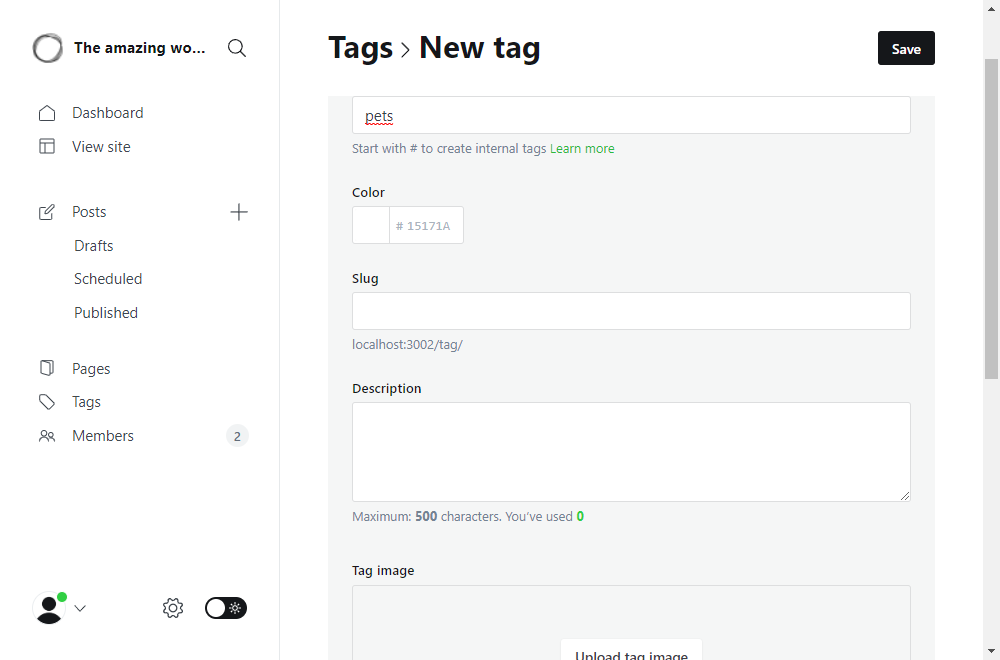 The amazing wo...
Dashboard
View site
Posts
Drafts
Scheduled
Published
Pages
Tags
Members 2
Tags > New tag
Save
pets
Start with # to create internal tags Learn more
Color
# 15171A
Slug
localhost:3002/tag/
Description
Maximum: 500 characters. You’ve used 0
Tag image
Upload tag image